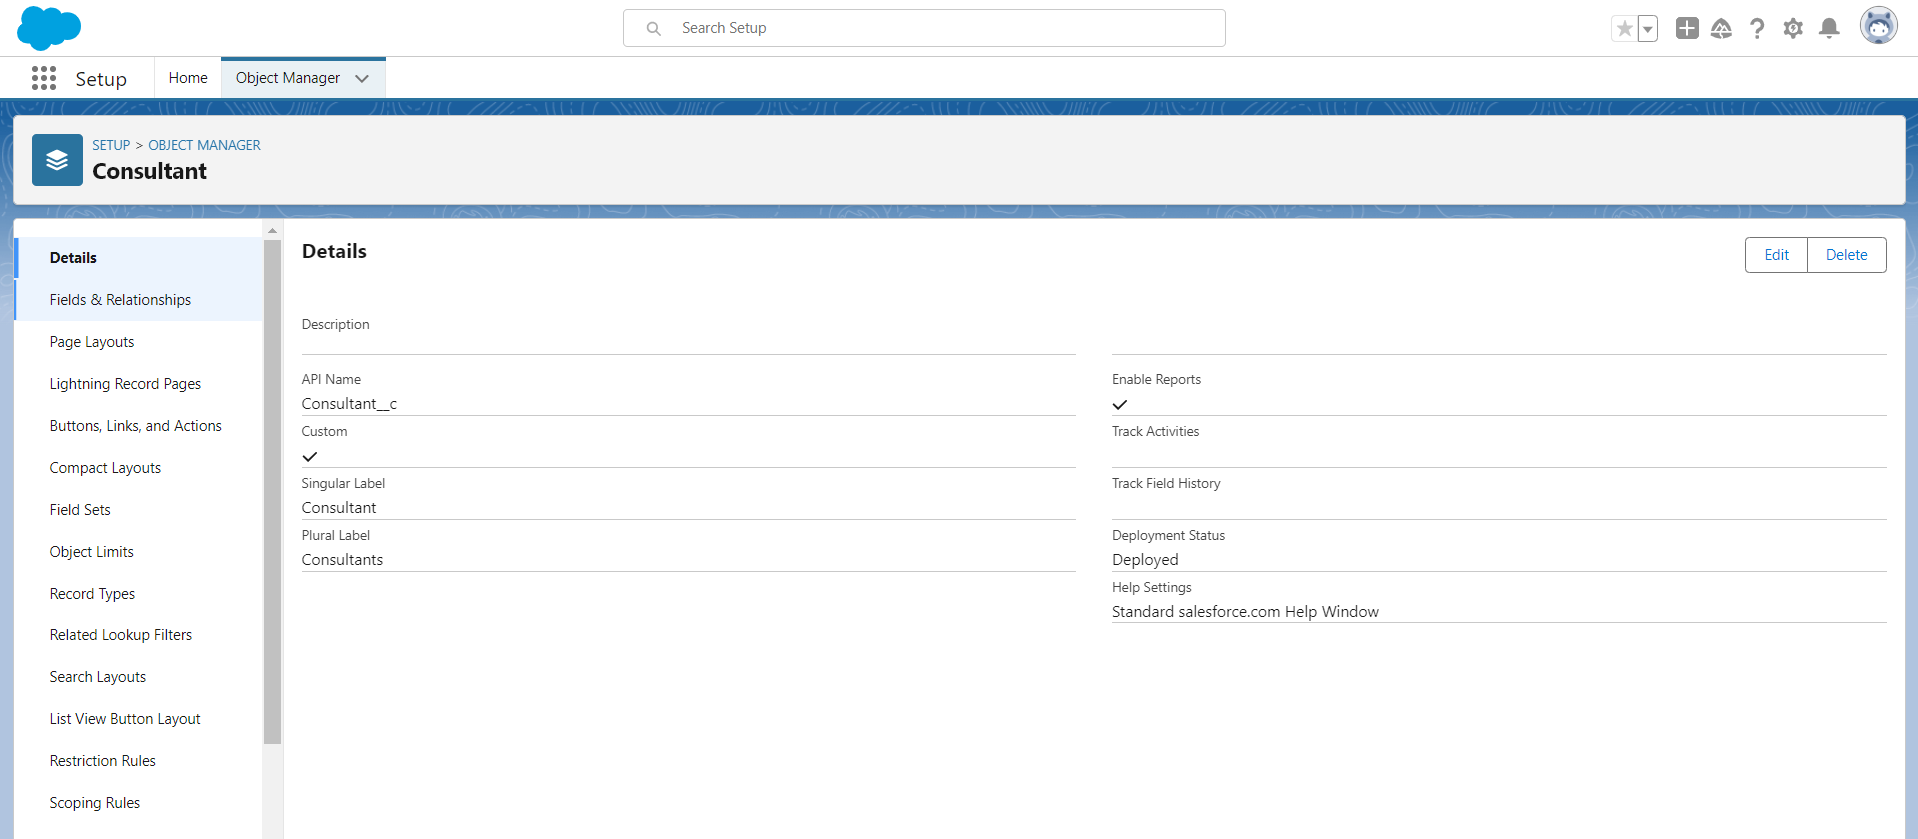 Search Setup
Setup
Home
Object Manager
SETUP > OBJECT MANAGER
Consultant
Details
Fields & Relationships
Page Layouts
Lightning Record Pages
Buttons, Links, and Actions
Compact Layouts
Field Sets
Object Limits
Record Types
Related Lookup Filters
Search Layouts
List View Button Layout
Restriction Rules
Scoping Rules
Details
Edit
Delete
Description
API Name
Consultant__c
Custom
Singular Label
Consultant
Plural Label
Consultants
Enable Reports
Track Activities
Track Field History
Deployment Status
Deployed
Help Settings
Standard salesforce.com Help Window